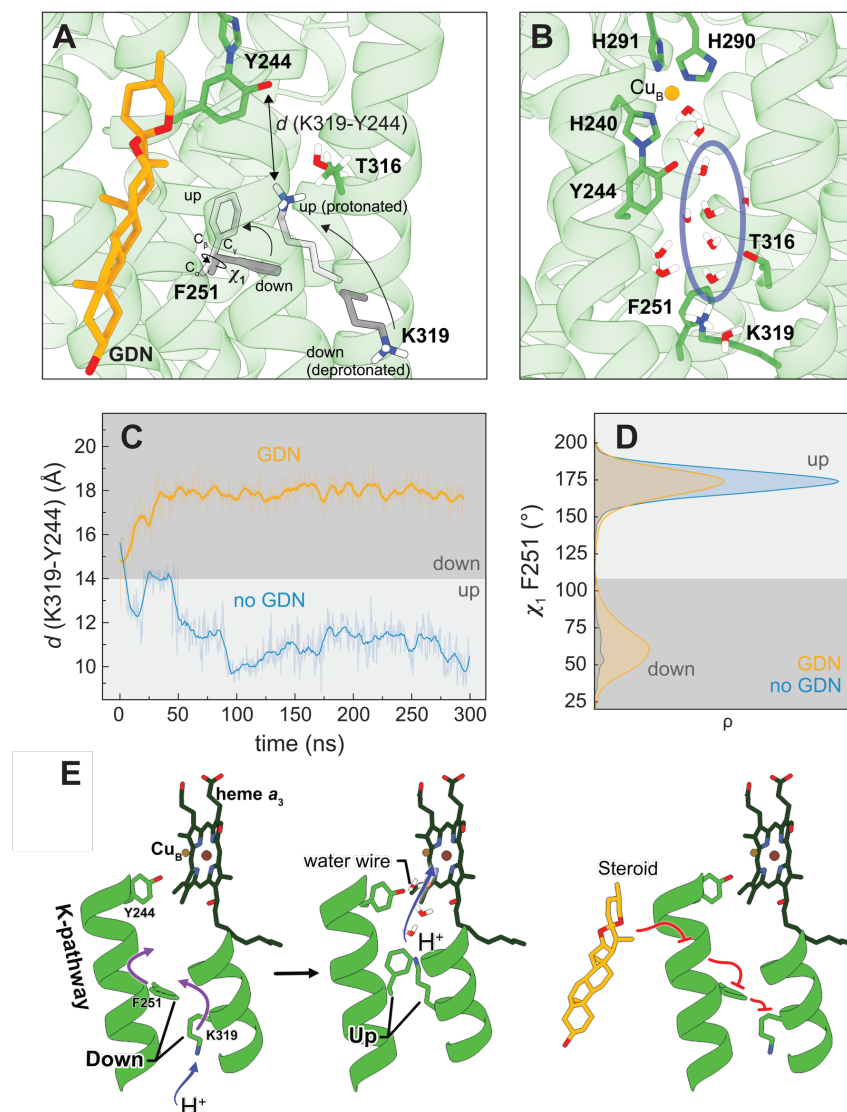 A
Y244
d (K319-Y244)
T316
up
up (protonated)
Cβ
Cγ
Cα
χ1
down
F251
K319
down
(deprotonated)
GDN
B
H291
H290
CuB
H240
Y244
T316
F251
K319
C
GDN
no GDN
down
up
d (K319-Y244) (Å)
20
18
16
14
12
10
0
50
100
150
200
250
300
time (ns)
D
up
down
GDN
no GDN
χ1 F251 (°)
200
175
150
100
75
50
25
ρ
E
heme a3
CuB
Y244
K-pathway
F251
K319
Down
H+
water wire
H+
Up
Steroid